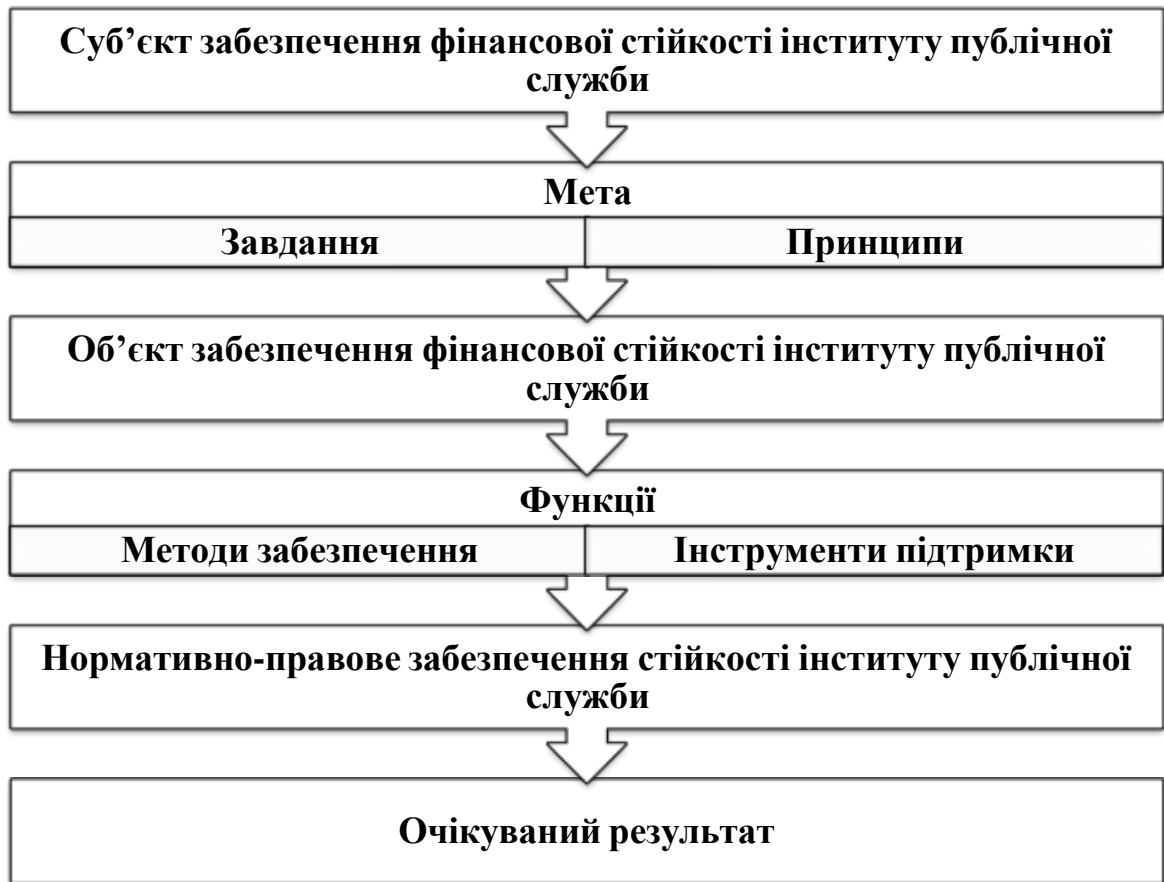 Суб’єкт забезпечення фінансової стійкості інституту публічної
служби
Мета
Завдання
Принципи
Об’єкт забезпечення фінансової стійкості інституту публічної
служби
Функції
Методи забезпечення
Інструменти підтримки
Нормативно-правове забезпечення стійкості інституту публічної
служби
Очікуваний результат